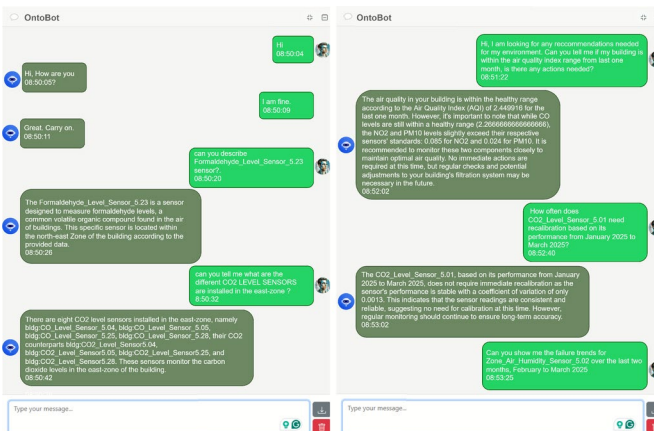 OntoBot
Hi
08:50:04
Hi, How are you
08:50:05?
I am fine.
08:50:09
Great. Carry on.
08:50:11
can you describe
Formaldehyde_Level_Sensor_5.23
sensor?.
08:50:20
The Formaldehyde_Level_Sensor_5.23 is a sensor
designed to measure formaldehyde levels, a
common volatile organic compound found in the air
of buildings. This specific sensor is located within
the north-east Zone of the building according to the
provided data.
08:50:26
can you tell me what are the
different CO2 LEVEL SENSORS
are installed in the east-zone ?
8:50:32
There are eight CO2 level sensors installed in the east-zone, namely
bldg:CO_Level_Sensor_5.04, bldg:CO_Level_Sensor_5.05,
bldg:CO_Level_Sensor_5.25, bldg:CO_Level_Sensor_5.28, their CO2
counterparts bldg:CO2_Level_Sensor5.04,
bldg:CO2_Level_Sensor5.05, bldg:CO2_Level_Sensor5.25, and
bldg:CO2_Level_Sensor5.28. These sensors monitor the carbon
dioxide levels in the east-zone of the building.
08:50:42
Type your message...
OntoBot
Hi, I am looking for any reccommendations needed
for my environment. Can you tell me if my building is
within the air quality index range from last one
month, is there any actions needed?
08:51:22
The air quality in your building is within the healthy range
according to the Air Quality Index (AQI) of 2.449916 for the
last one month. However, it's important to note that while CO
levels are still within a healthy range (2.2666666666666666),
the NO2 and PM10 levels slightly exceed their respective
sensors' standards: 0.085 for NO2 and 0.024 for PM10. It is
recommended to monitor these two components closely to
maintain optimal air quality. No immediate actions are
required at this time, but regular checks and potential
adjustments to your building's filtration system may be
necessary in the future.
08:52:02
How often does
CO2_Level_Sensor_5.01 need
recalibration based on its
performance from January 2025 to
March 2025?
08:52:40
The CO2_Level_Sensor_5.01, based on its performance from January
2025 to March 2025, does not require immediate recalibration as the
sensor's performance is stable with a coefficient of variation of only
0.0013. This indicates that the sensor readings are consistent and
reliable, suggesting no need for calibration at this time. However,
regular monitoring should continue to ensure long-term accuracy.
08:53:02
Can you show me the failure trends for
Zone_Air_Humidity_Sensor_5.02 over the last two
months, February to March 2025
08:53:25
Type your message...